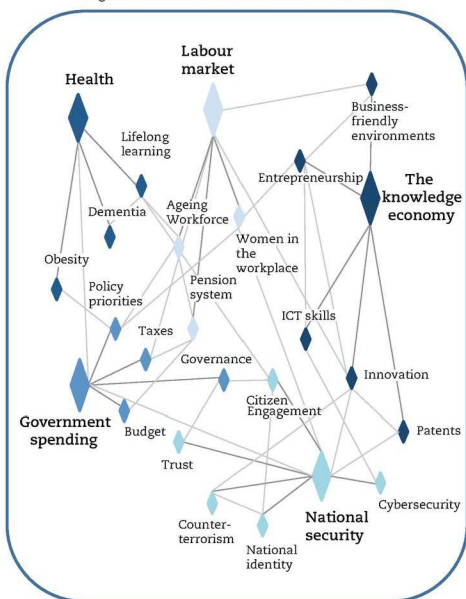 Labour
market
Health
Business-
friendly
environments
Lifelong
learning
Entrepreneurship
The
knowledge
economy
Dementia
Ageing
Workforce
Women in
the
workplace
Obesity
Policy
priorities
Pension
system
ICT skills
Taxes
Governance
Innovation
Citizen
Engagement
Government
spending
Budget
Patents
Trust
Cybersecurity
Counter-
terrorism
National
security
National
identity